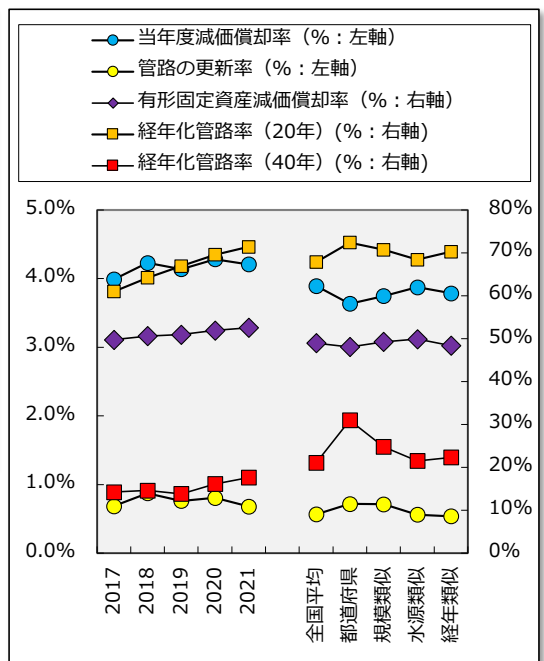 当年度減価償却率（%：左軸）
管路の更新率（%：左軸）
有形固定資産減価償却率（%：右軸）
経年化管路率（20年）(%：右軸)
経年化管路率（40年）(%：右軸)
5.0%
4.0%
3.0%
2.0%
1.0%
0.0%
80%
70%
60%
50%
40%
30%
20%
10%
0%
2017
2018
2019
2020
2021
全国平均
都道府県
規模類似
水源類似
経年類似